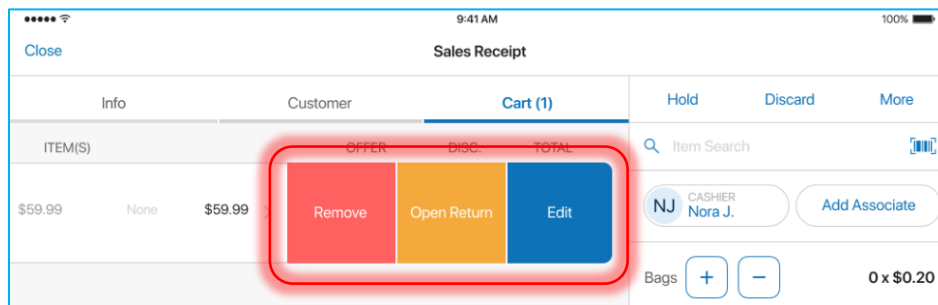 9:41 AM
100%
Close
Sales Receipt
Info
Customer
Cart (1)
Hold
Discard
More
ITEM(S)
OFFER
DISC.
TOTAL
Item Search
$59.99
None
$59.99
Remove
Open Return
Edit
NJ
CASHIER
Nora J.
Add Associate
Bags
+
−
0 x $0.20